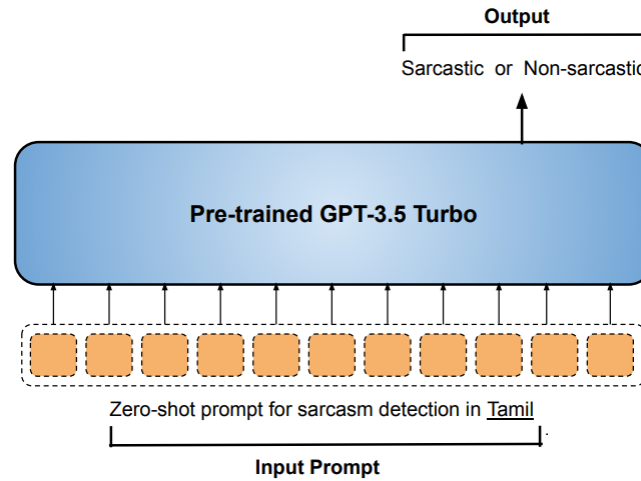 Output
Sarcastic or Non-sarcastic
Pre-trained GPT-3.5 Turbo
Zero-shot prompt for sarcasm detection in Tamil
Input Prompt